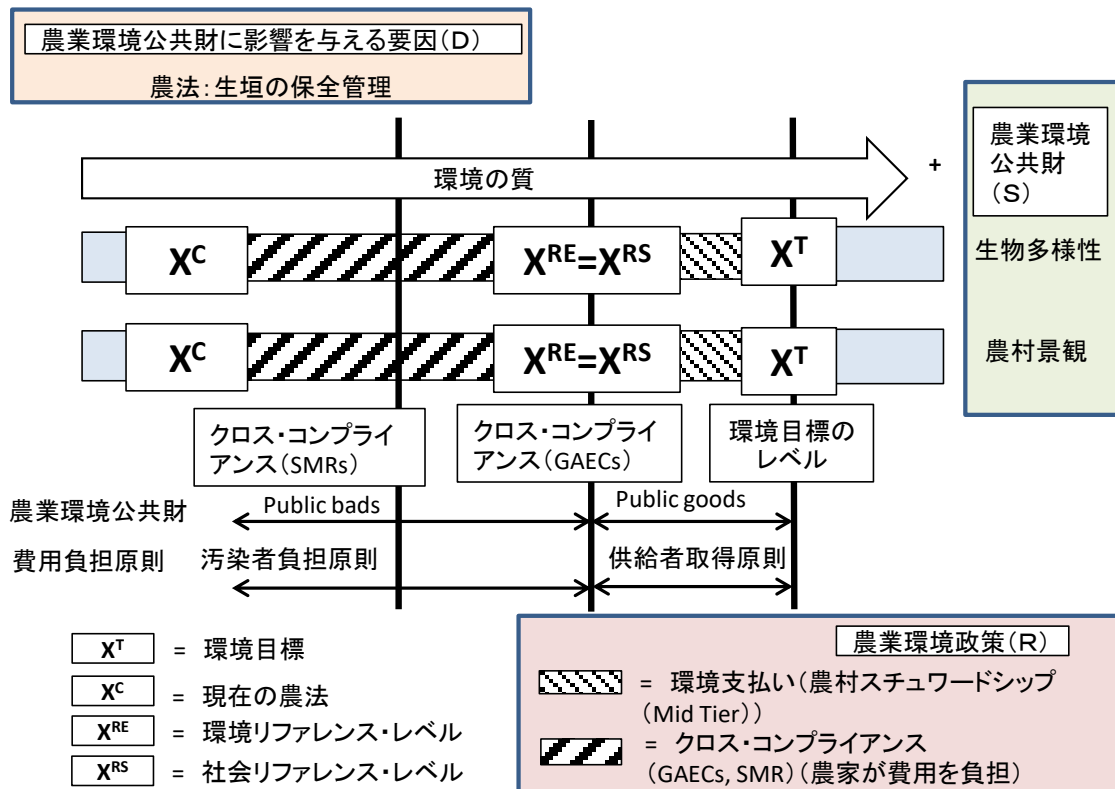 農業環境公共財に影響を与える要因(D)
農法:生垣の保全管理
農業環境
公共財
(S)
環境の質
+
X^C
X^RE=X^RS
X^T
生物多様性
X^C
X^RE=X^RS
X^T
農村景観
クロス・コンプライ
アンス(SMRs)
クロス・コンプライ
アンス(GAECs)
環境目標の
レベル
農業環境公共財
Public bads
Public goods
費用負担原則
汚染者負担原則
供給者取得原則
X^T = 環境目標
X^C = 現在の農法
X^RE = 環境リファレンス・レベル
X^RS = 社会リファレンス・レベル
農業環境政策(R)
= 環境支払い(農村スチュワードシップ
(Mid Tier))
= クロス・コンプライアンス
(GAECs, SMR)(農家が費用を負担)